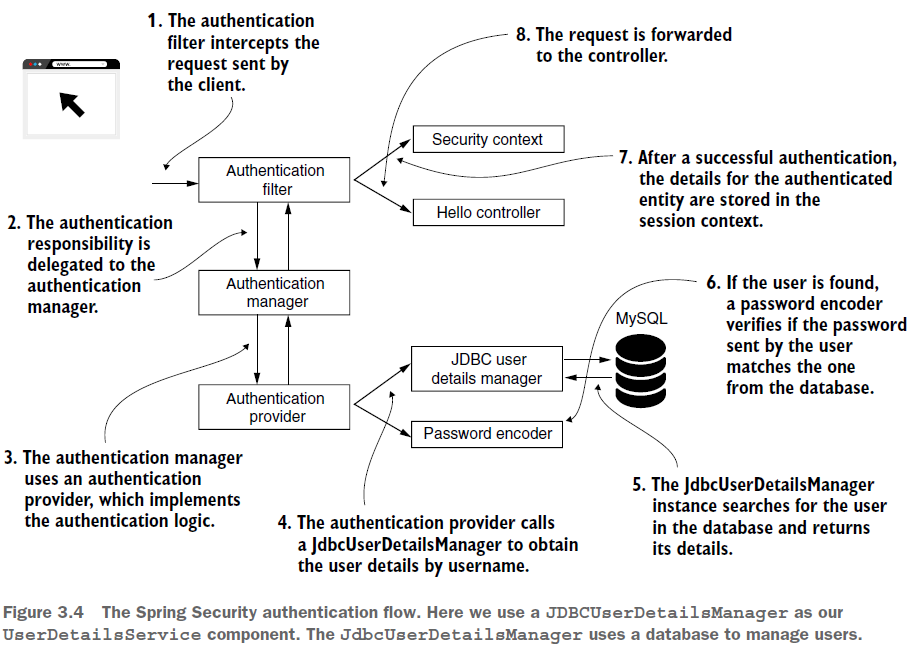 1. The authentication
filter intercepts the
request sent by
the client.
8. The request is forwarded
to the controller.
www.
Security context
Authentication
filter
7. After a successful authentication,
the details for the authenticated
entity are stored in the
session context.
Hello controller
2. The authentication
responsibility is
delegated to the
authentication
manager.
Authentication
manager
6. If the user is found,
a password encoder
verifies if the password
sent by the user
matches the one
from the database.
MySQL
JDBC user
details manager
Authentication
provider
Password encoder
3. The authentication manager
uses an authentication
provider, which implements
the authentication logic.
4. The authentication provider calls
a JdbcUserDetailsManager to obtain
the user details by username.
5. The JdbcUserDetailsManager
instance searches for the user
in the database and returns
its details.
Figure 3.4 The Spring Security authentication flow. Here we use a JDBCUserDetailsManager as our
UserDetailsService component. The JdbcUserDetailsManager uses a database to manage users.